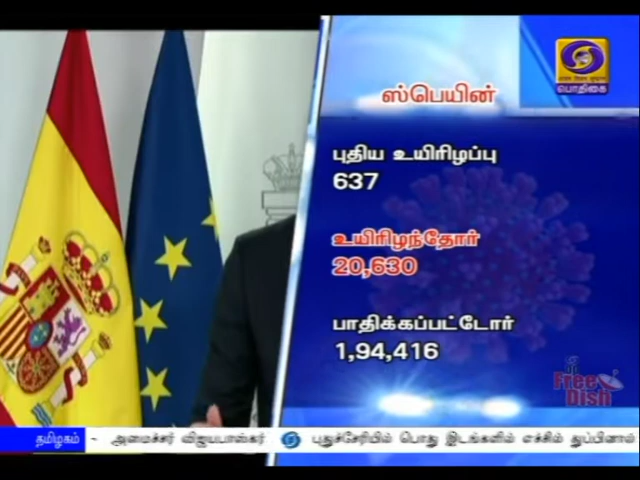 பொதிகை
ஸ்பெயின்
புதிய உயிரிழப்பு
637
உயிரிழந்தோர்
20,630
பாதிக்கப்பட்டோர்
1,94,416
Free
Dish
தமிழகம் - அமைச்சர் விஜயபாஸ்கர் புதுச்சேரியில் பொது இடங்களில் எச்சில் துப்பினால்